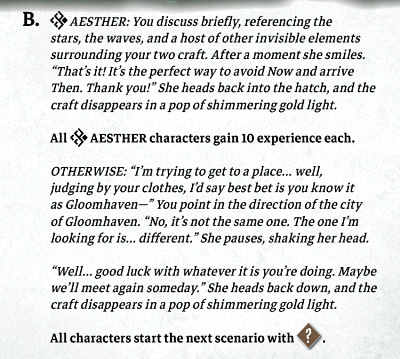 B. AESTHER: You discuss briefly, referencing the
stars, the waves, and a host of other invisible elements
surrounding your two craft. After a moment she smiles.
“That’s it! It’s the perfect way to avoid Now and arrive
Then. Thank you!” She heads back into the hatch, and the
craft disappears in a pop of shimmering gold light.
All AESTHER characters gain 10 experience each.
OTHERWISE: “I’m trying to get to a place... well,
judging by your clothes, I’d say best bet is you know it
as Gloomhaven—” You point in the direction of the city
of Gloomhaven. “No, it’s not the same one. The one I’m
looking for is... different.” She pauses, shaking her head.
“Well... good luck with whatever it is you’re doing. Maybe
we’ll meet again someday.” She heads back down, and the
craft disappears in a pop of shimmering gold light.
All characters start the next scenario with ?.